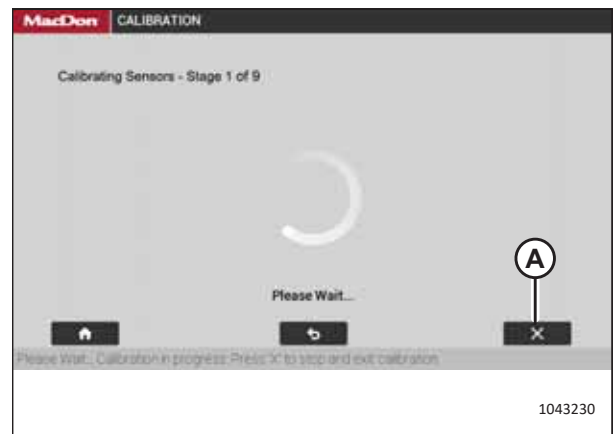 MacDon CALIBRATION
Calibrating Sensors - Stage 1 of 9
A
Please Wait...
X
Please Wait... Calibration in progress. Press 'X' to stop and exit calibration.
1043230